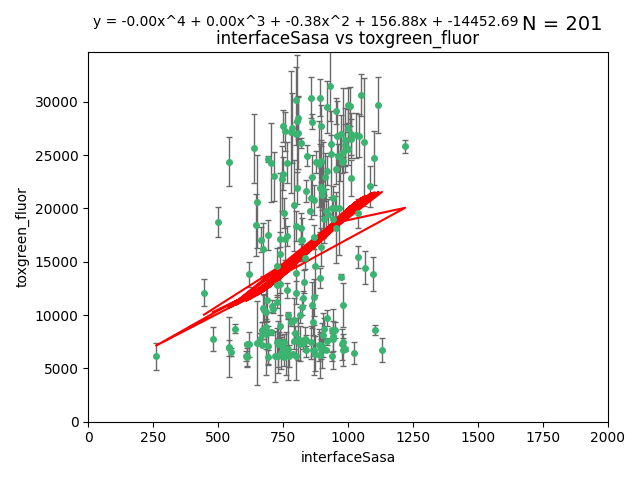 y = -0.00x^4 + 0.00x^3 + -0.38x^2 + 156.88x + -14452.69 N = 201
interfaceSasa vs toxgreen_fluor
30000
25000
20000
15000
10000
5000
0
toxgreen_fluor
0 250 500 750 1000 1250 1500 1750 2000
interfaceSasa